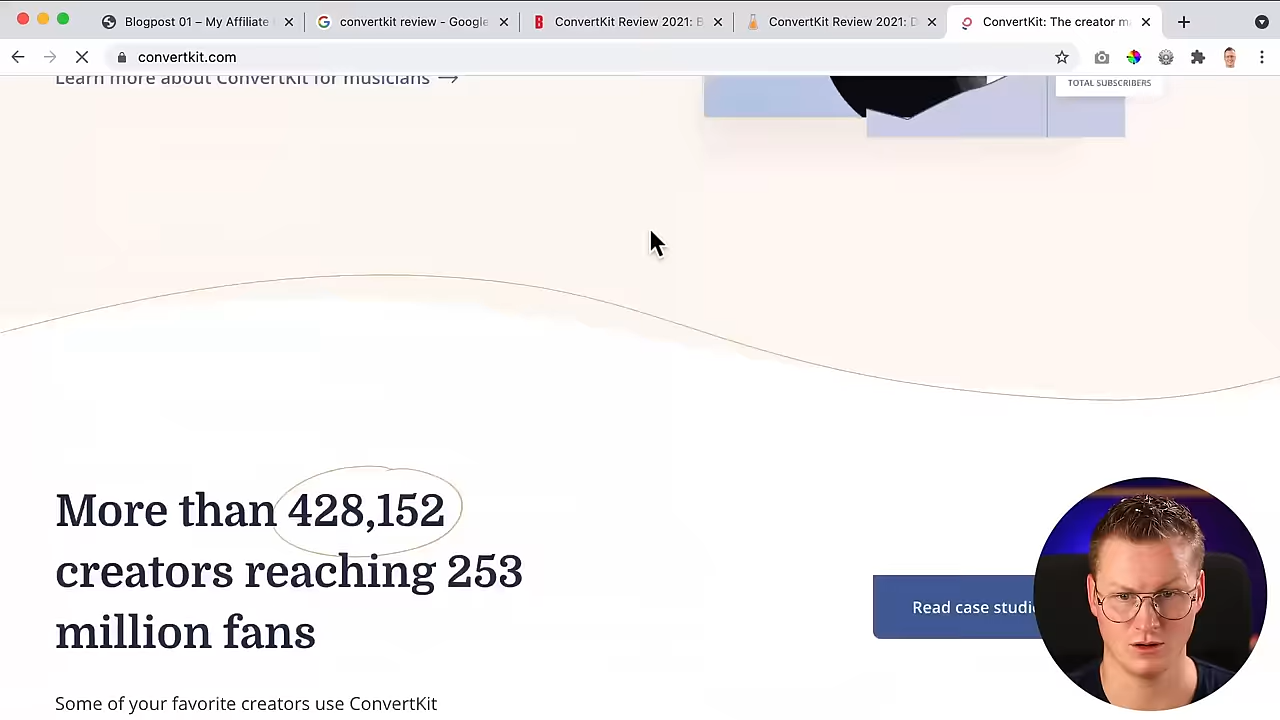 Blogpost 01 – My Affiliate
convertkit review - Google
ConvertKit Review 2021: B
ConvertKit Review 2021: D
ConvertKit: The creator m
convertkit.com
Learn more about ConvertKit for musicians →
TOTAL SUBSCRIBERS
More than 428,152
creators reaching 253
million fans
Read case studi
Some of your favorite creators use ConvertKit